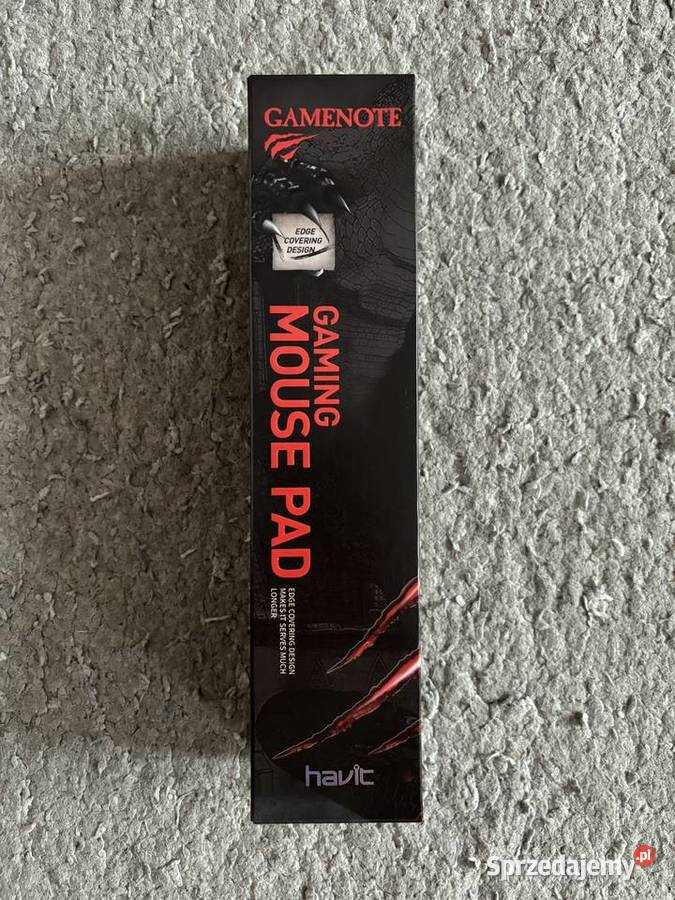 GAMENOTE
EDGE
COVERING
DESIGN
GAMING
MOUSE PAD
EDGE COVERING DESIGN
MAKES IT SERVES MUCH
LONGER
havit
Sprzedajemy.pl